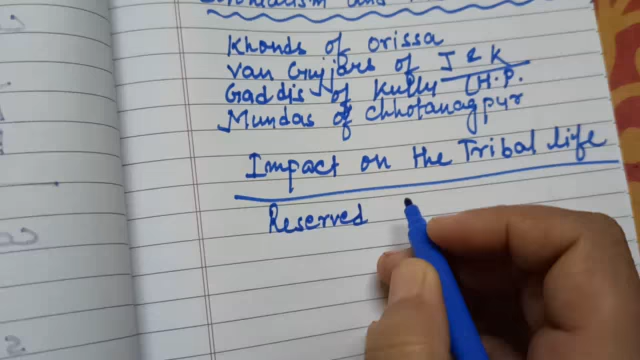 Khonds of Orissa
Van Gujjars of J & K
Gaddis of Kullu (H.P.
Mundas of Chhotanagpur
Impact on the Tribal life
Reserved